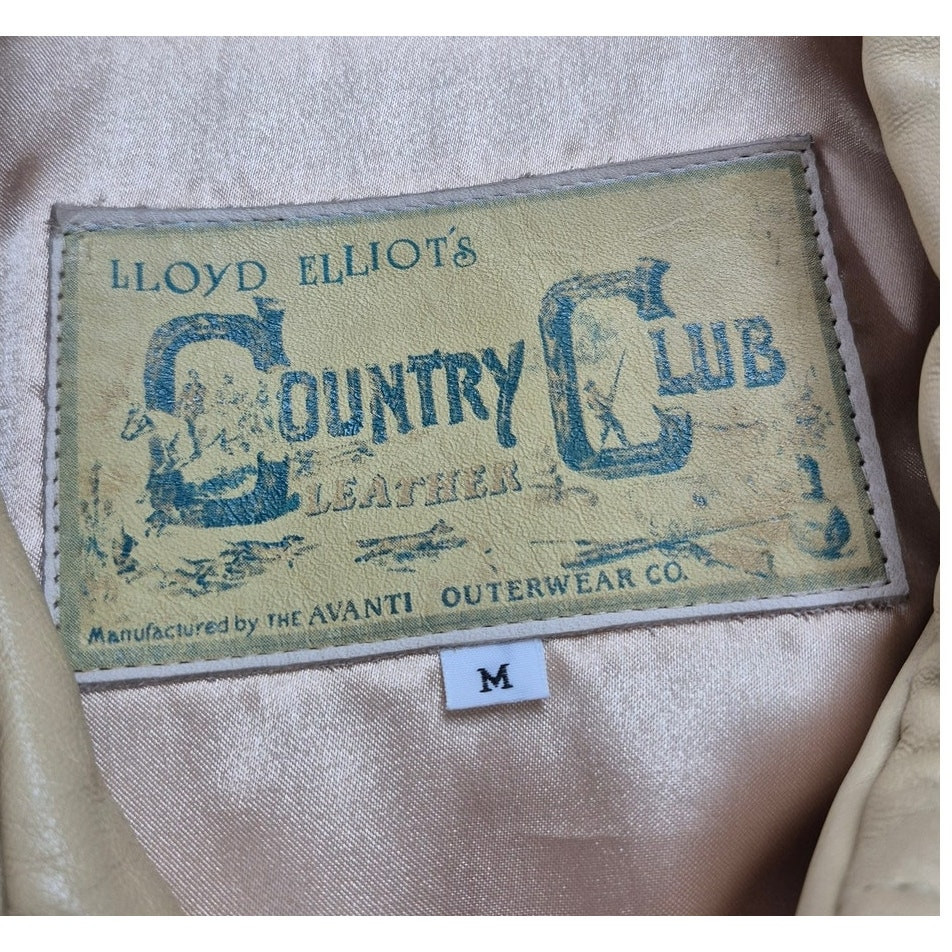 LLOYD ELLIOT'S
COUNTRY CLUB
LEATHER
Manufactured by THE AVANTI OUTERWEAR CO.
M